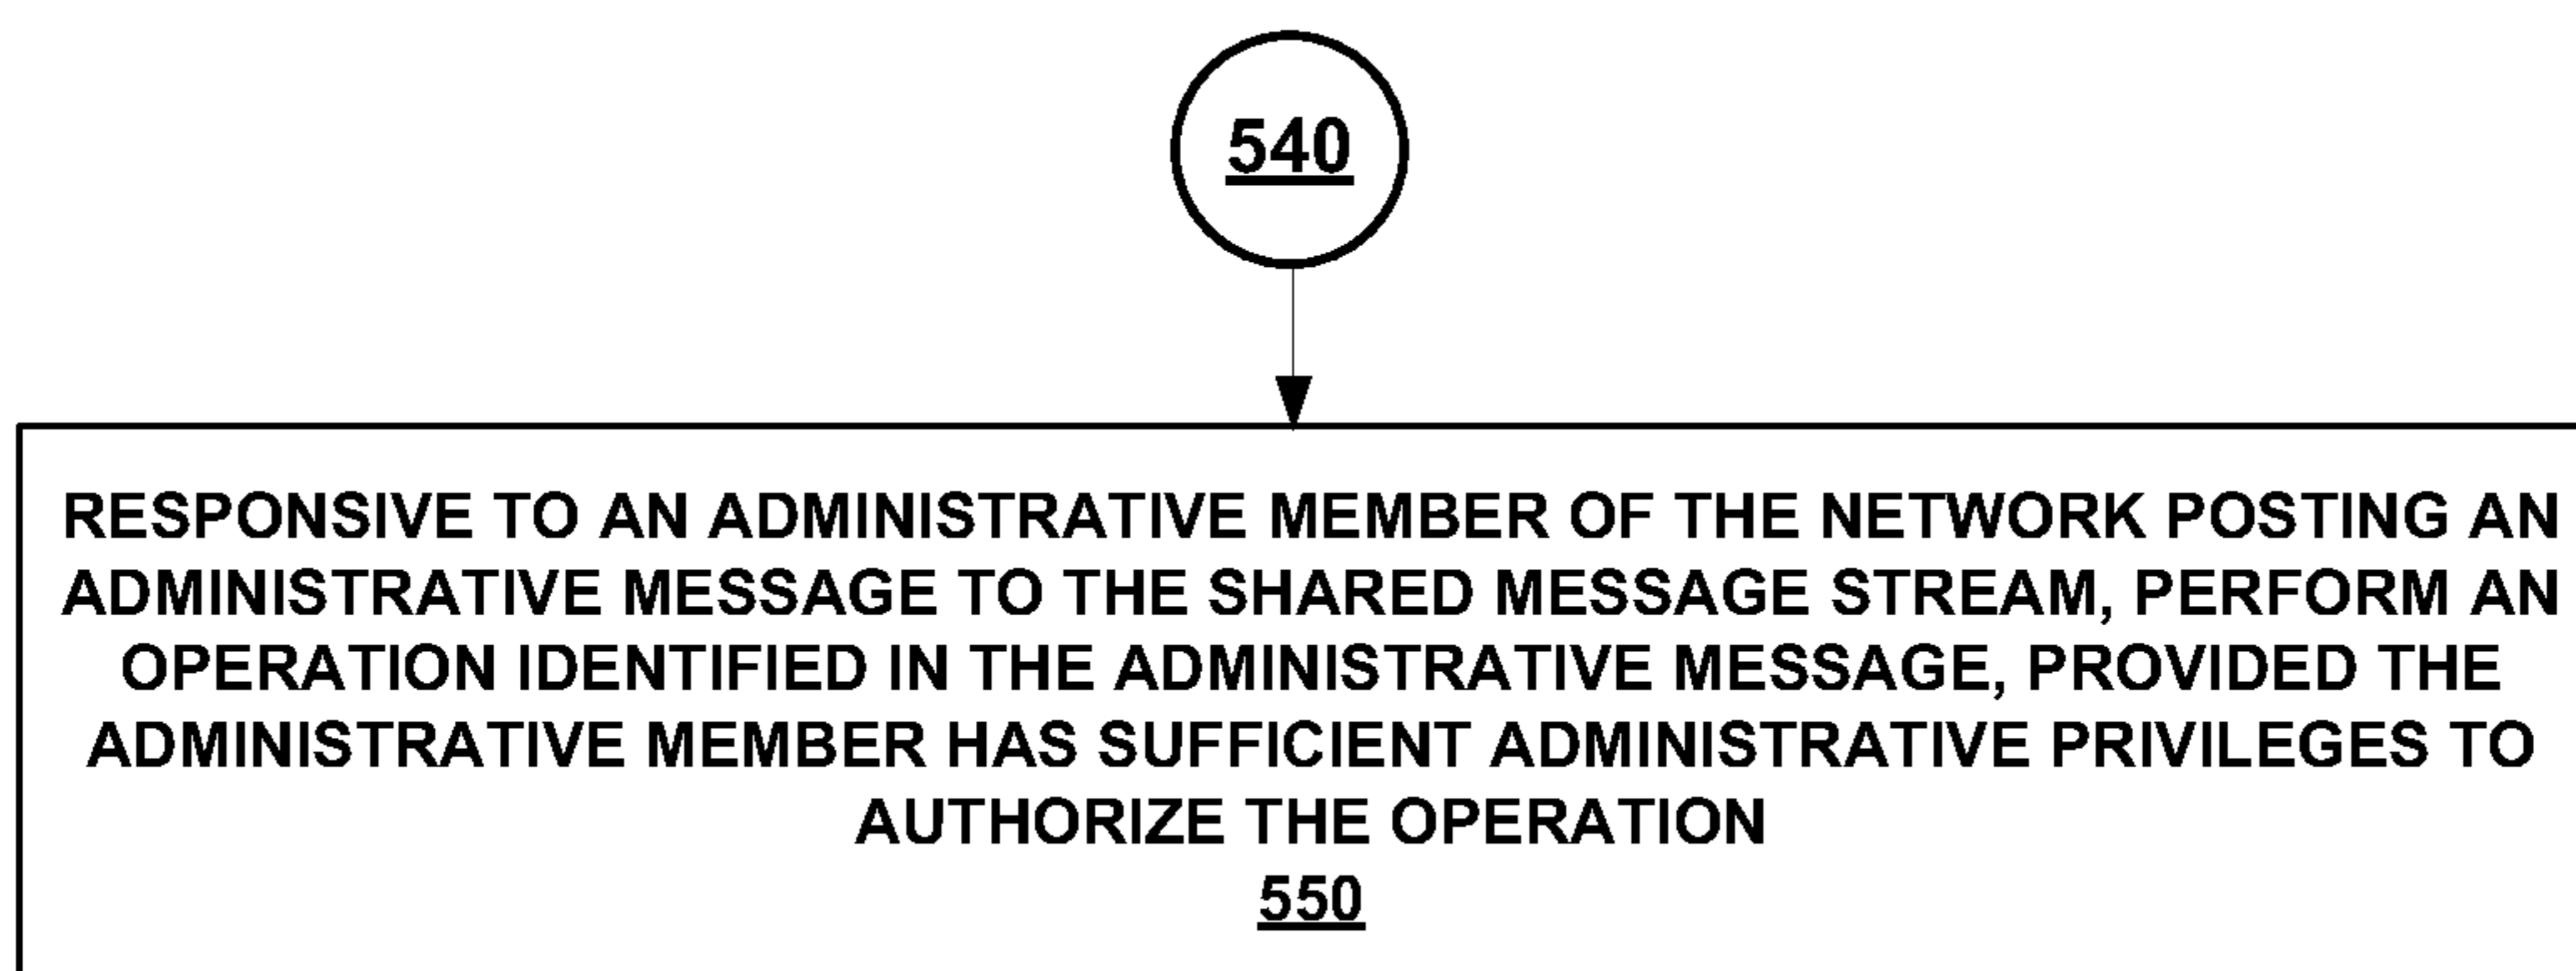 540
RESPONSIVE TO AN ADMINISTRATIVE MEMBER OF THE NETWORK POSTING AN
ADMINISTRATIVE MESSAGE TO THE SHARED MESSAGE STREAM, PERFORM AN
OPERATION IDENTIFIED IN THE ADMINISTRATIVE MESSAGE, PROVIDED THE
ADMINISTRATIVE MEMBER HAS SUFFICIENT ADMINISTRATIVE PRIVILEGES TO
AUTHORIZE THE OPERATION
550